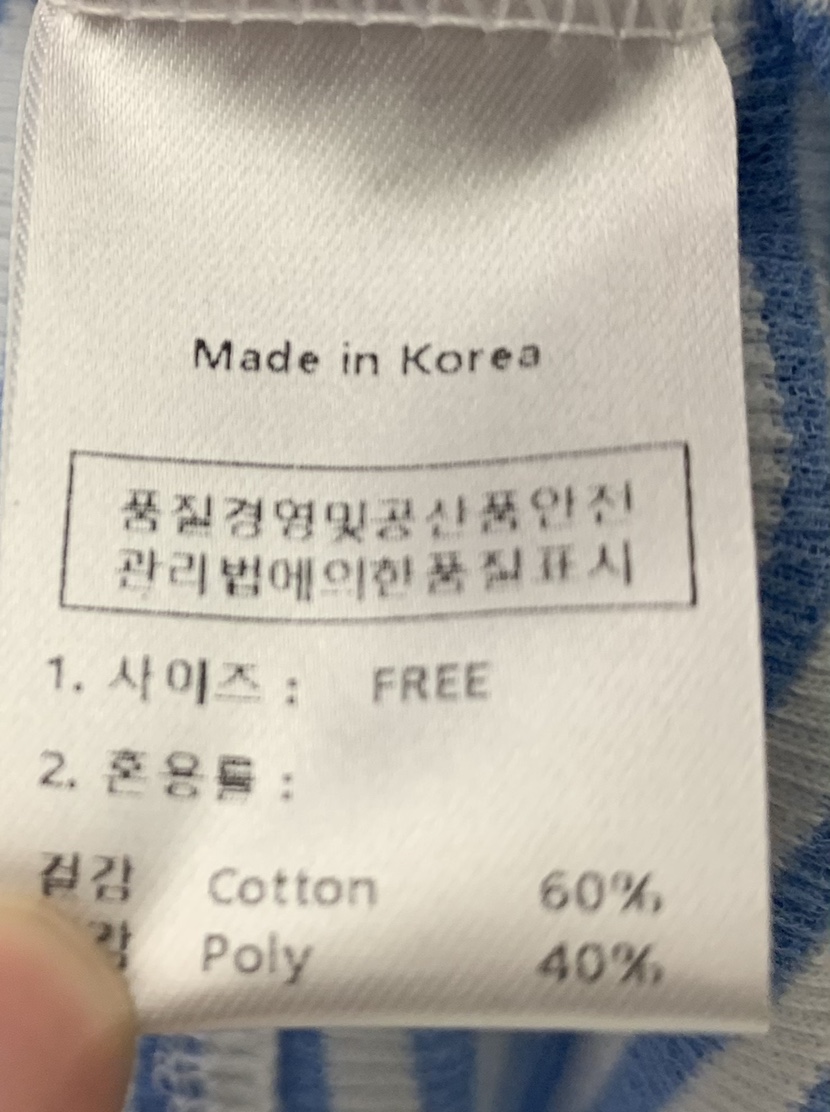 Made in Korea
품질경영및공산품안전
관리법에의한품질표시
1. 사이즈 : FREE
2. 혼용률 :
겉감 Cotton 60%
Poly 40%